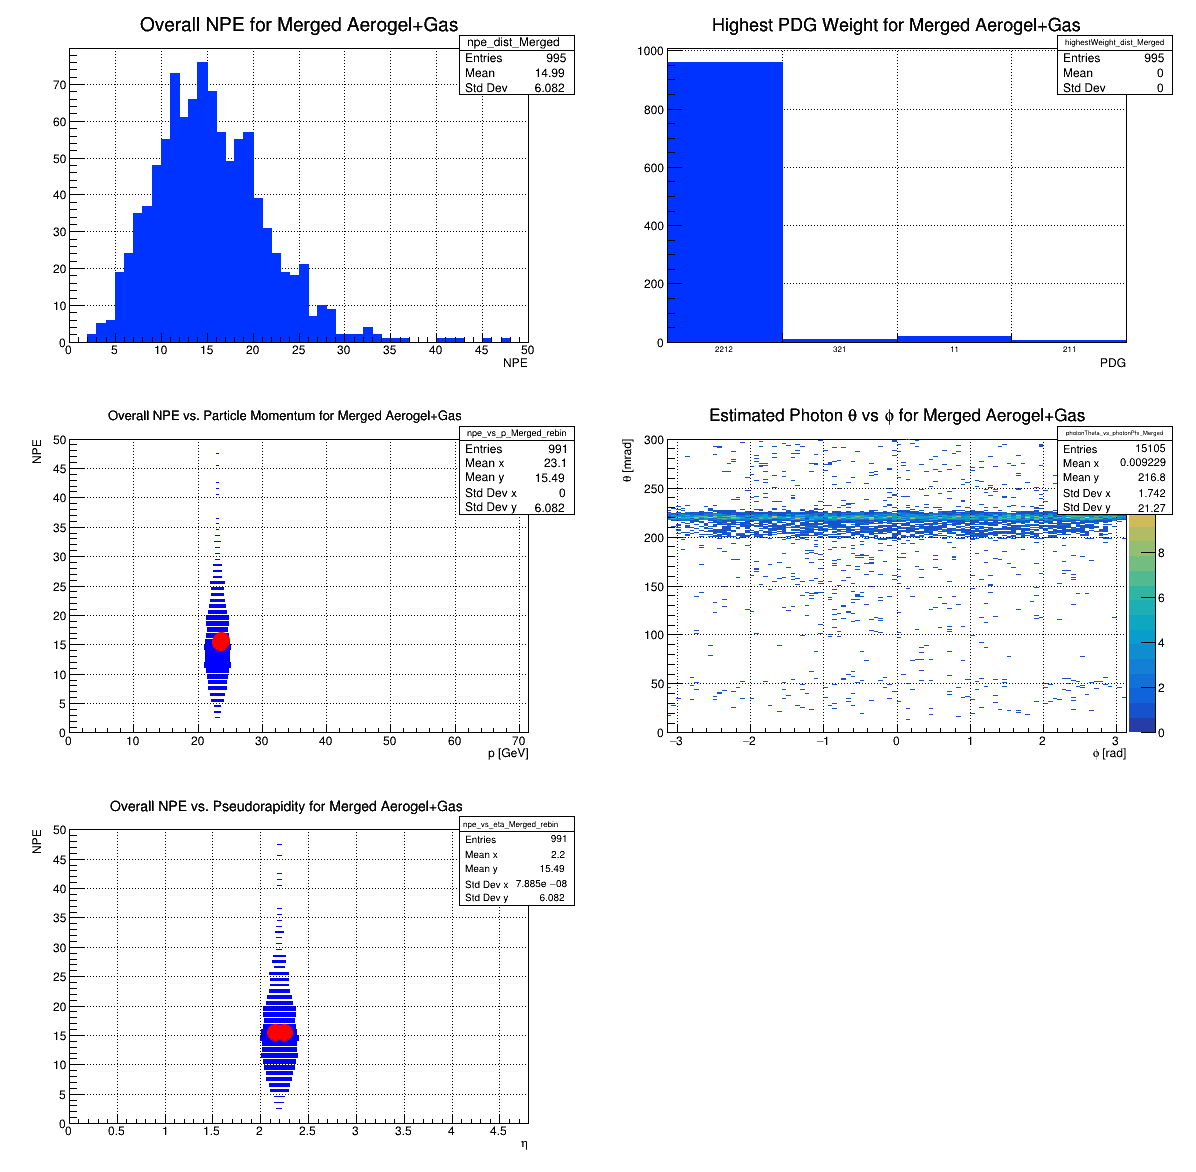 Overall NPE for Merged Aerogel+Gas
npe_dist_Merged
Entries 995
Mean 14.99
Std Dev 6.082
70
60
50
40
30
20
10
0
0 5 10 15 20 25 30 35 40 45 50
NPE
Highest PDG Weight for Merged Aerogel+Gas
highestWeight_dist_Merged
Entries 995
Mean 0
Std Dev 0
1000
800
600
400
200
0
2212 321 11 211
PDG
Overall NPE vs. Particle Momentum for Merged Aerogel+Gas
npe_vs_p_Merged_rebin
Entries 991
Mean x 23.1
Mean y 15.49
Std Dev x 0
Std Dev y 6.082
NPE
50
45
40
35
30
25
20
15
10
5
0
0 10 20 30 40 50 60 70
p [GeV]
Estimated Photon θ vs ϕ for Merged Aerogel+Gas
photonTheta_vs_photonPhi_Merged
Entries 15105
Mean x 0.009229
Mean y 216.8
Std Dev x 1.742
Std Dev y 21.27
θ [mrad]
300
250
200
150
100
50
0
−3 −2 −1 0 1 2 3
ϕ [rad]
8
6
4
2
0
Overall NPE vs. Pseudorapidity for Merged Aerogel+Gas
npe_vs_eta_Merged_rebin
Entries 991
Mean x 2.2
Mean y 15.49
Std Dev x 7.885e −08
Std Dev y 6.082
NPE
50
45
40
35
30
25
20
15
10
5
0
0 0.5 1 1.5 2 2.5 3 3.5 4 4.5
η